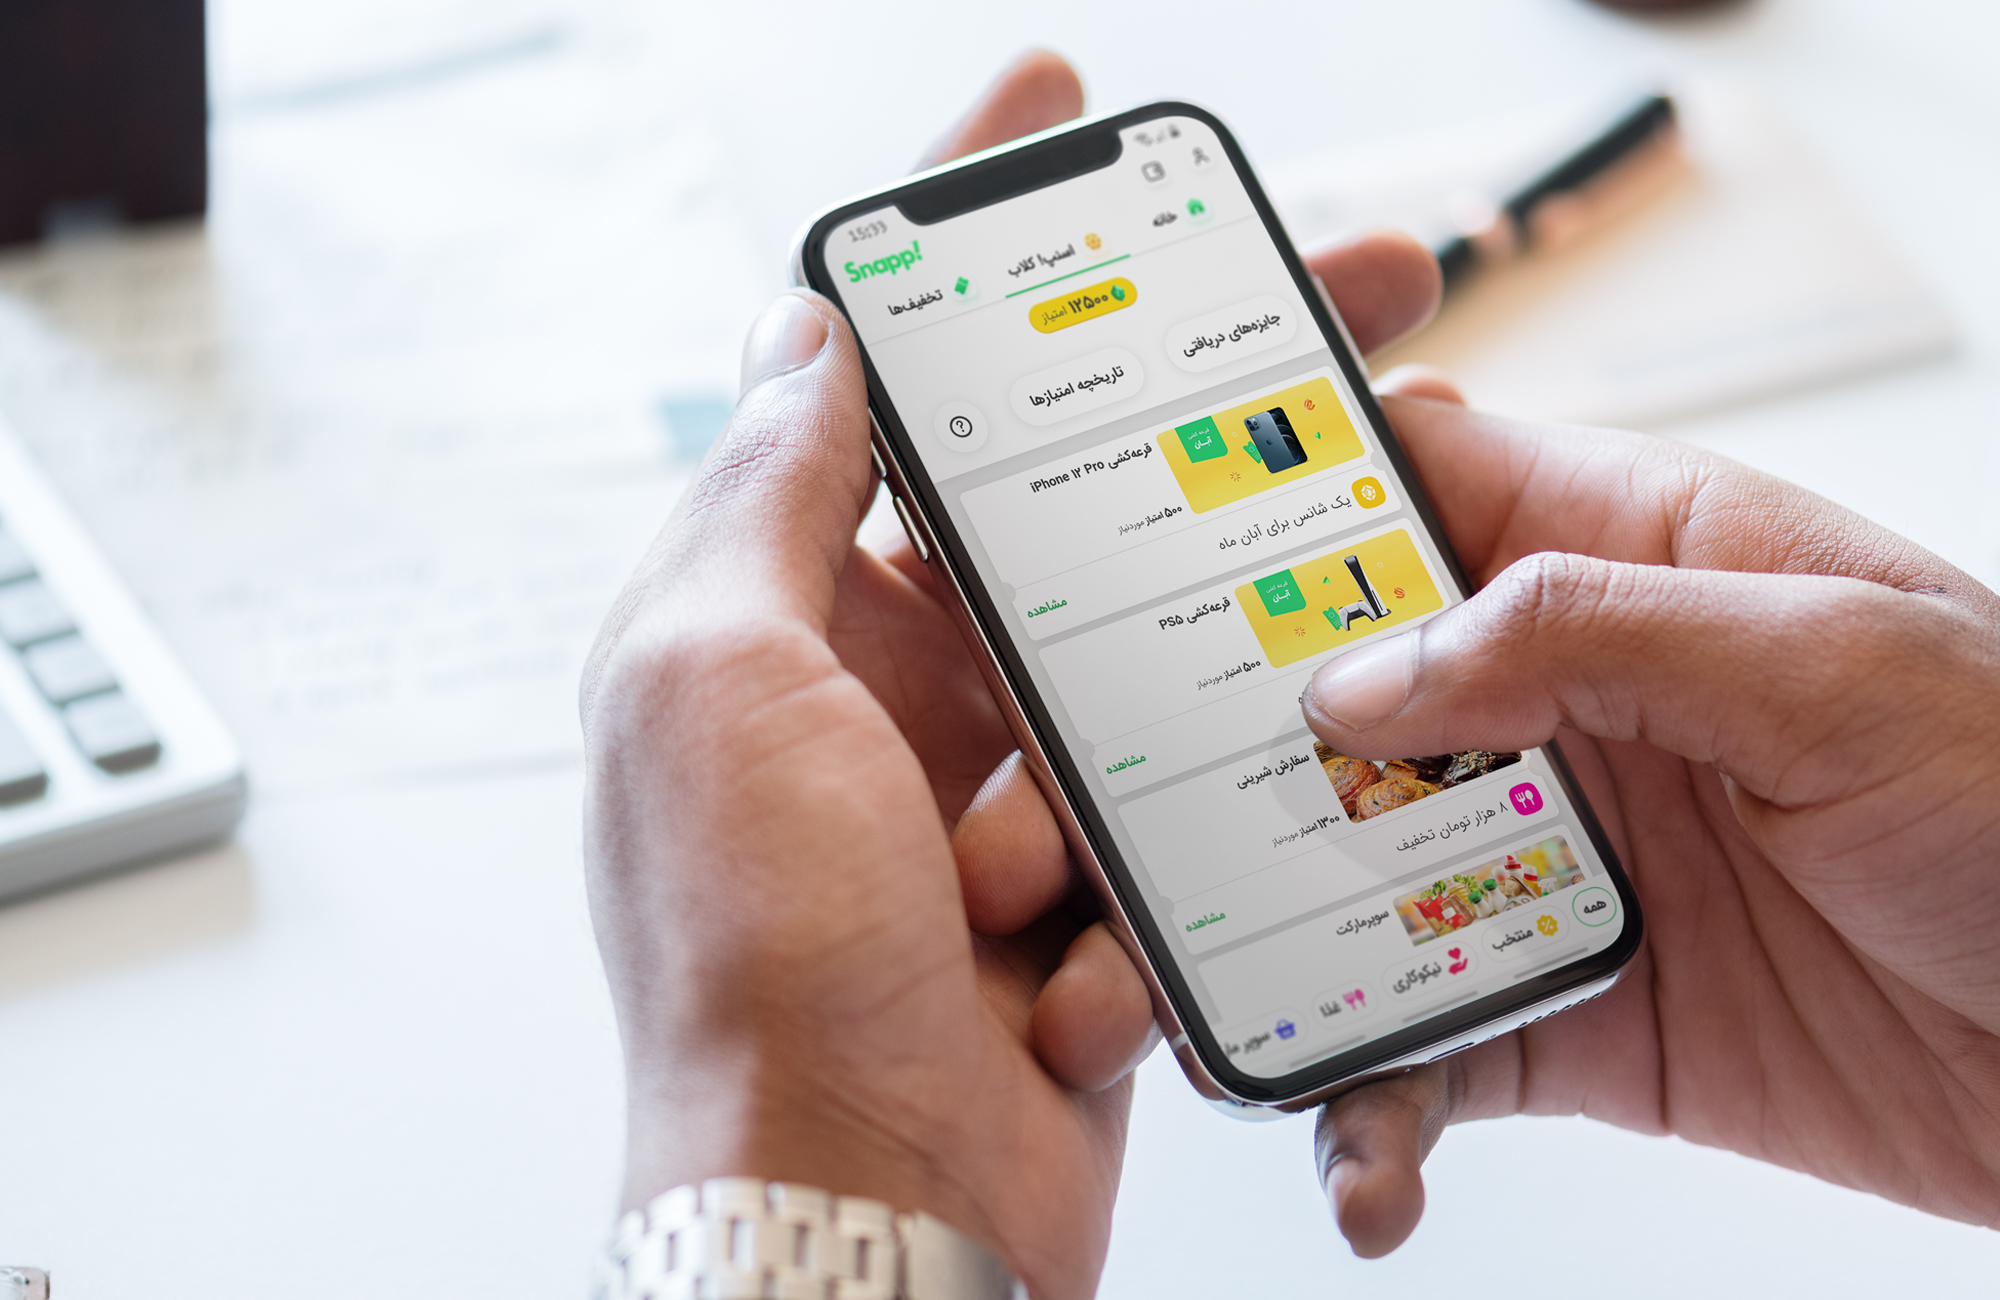 15:33
Snapp!
خانه
اسنپ! کلاب
تخفیف‌ها
۱۲۵۰۰ امتیاز
جایزه‌های دریافتی
تاریخچه امتیازها
?
قرعه کشی
آبان
قرعه‌کشی iPhone ۱۲ Pro
۵۰۰ امتیاز موردنیاز
یک شانس برای آبان ماه
مشاهده
قرعه کشی
آبان
قرعه‌کشی PS۵
۵۰۰ امتیاز موردنیاز
مشاهده
سفارش شیرینی
۱۳۰۰ امتیاز موردنیاز
۸ هزار تومان تخفیف
مشاهده
سوپرمارکت
همه
منتخب
نیکوکاری
غذا
سوپر مار